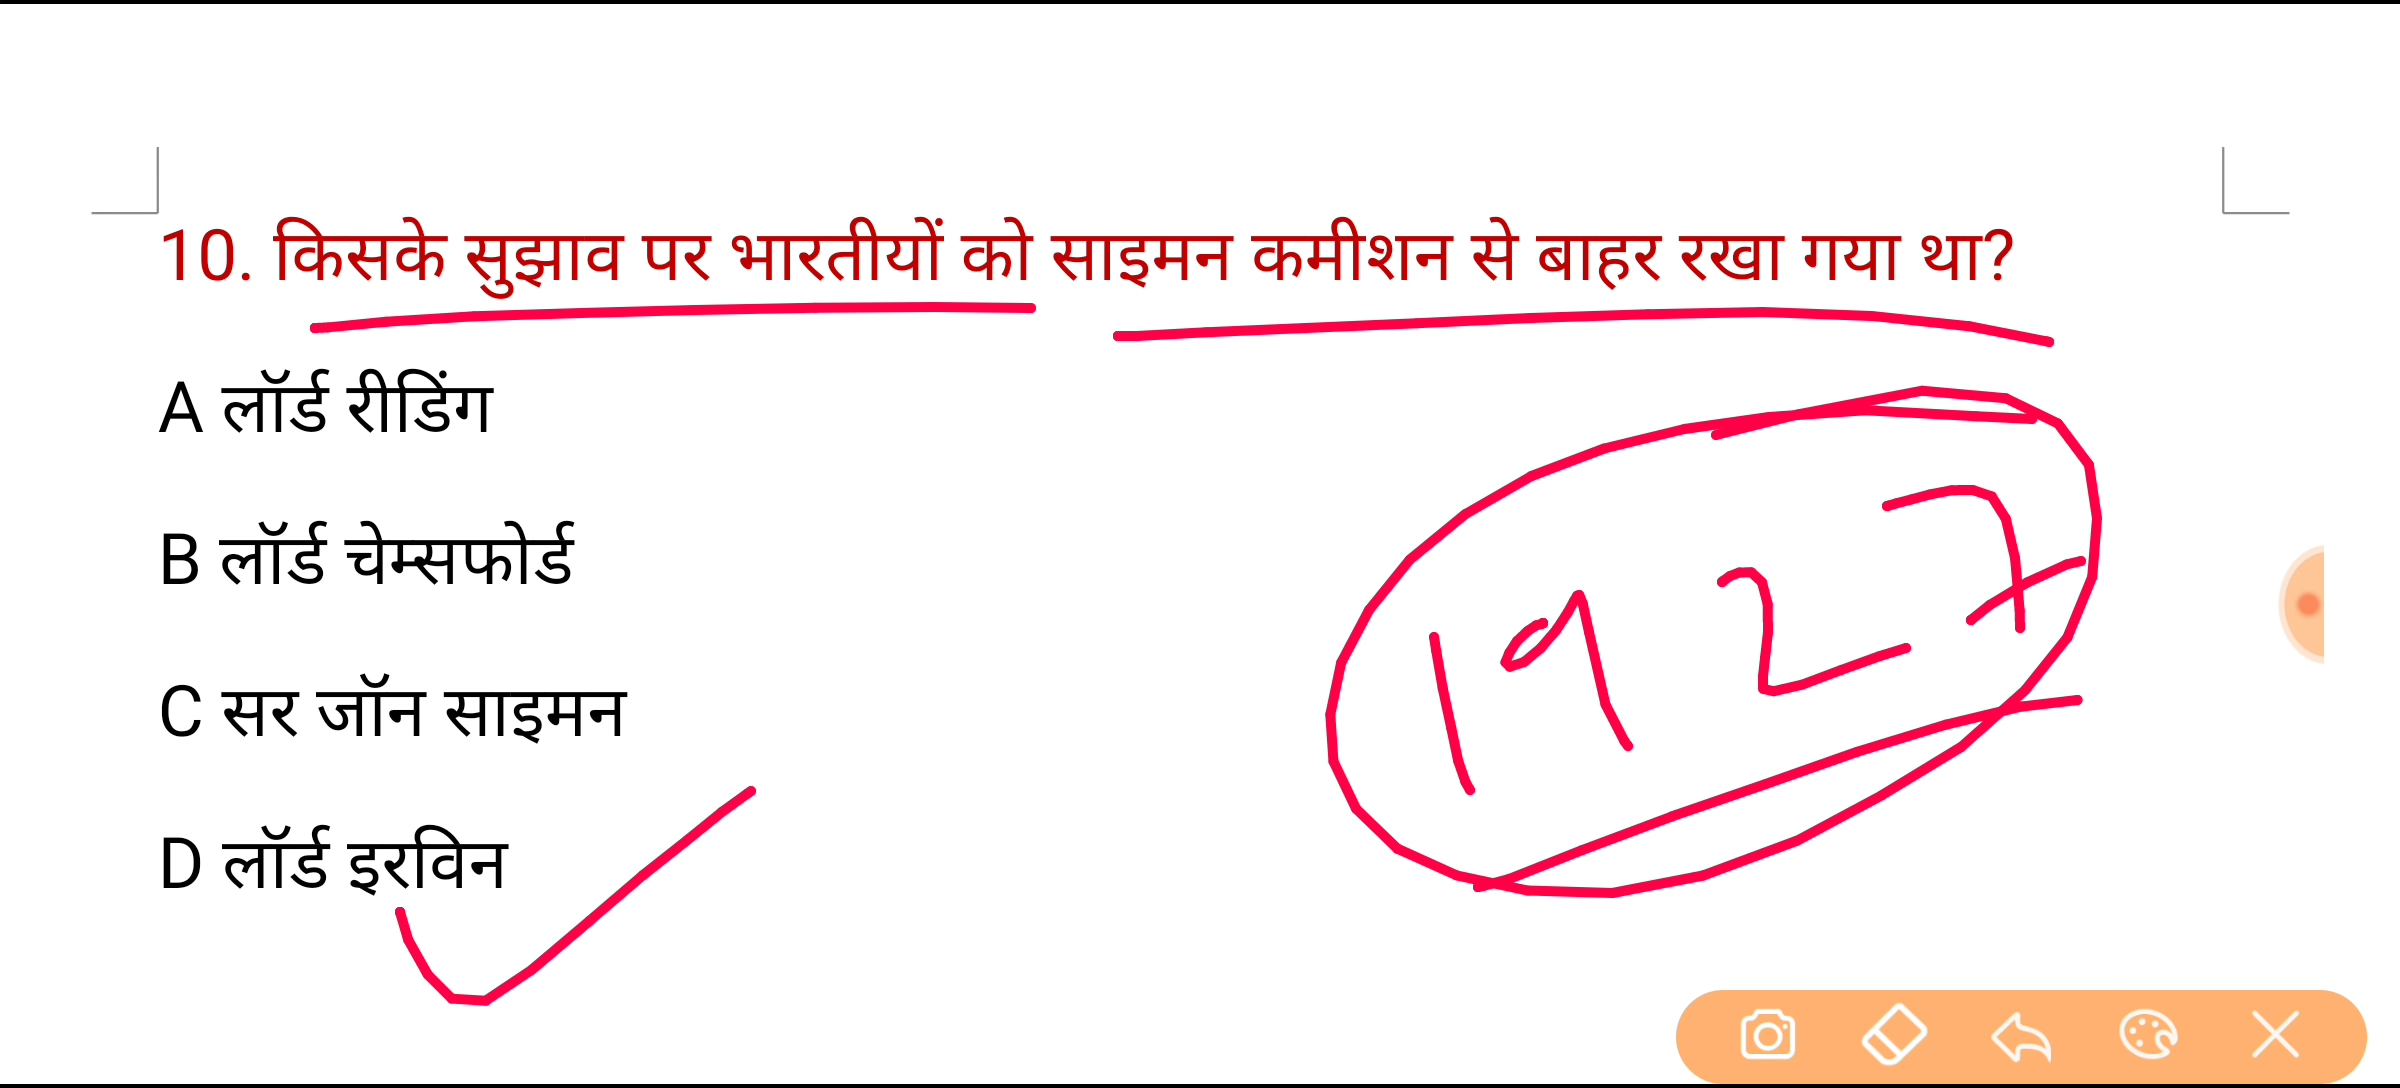 10. किसके सुझाव पर भारतीयों को साइमन कमीशन से बाहर रखा गया था?
A लॉर्ड रीडिंग
B लॉर्ड चेम्सफोर्ड
1927
C सर जॉन साइमन
D लॉर्ड इरविन